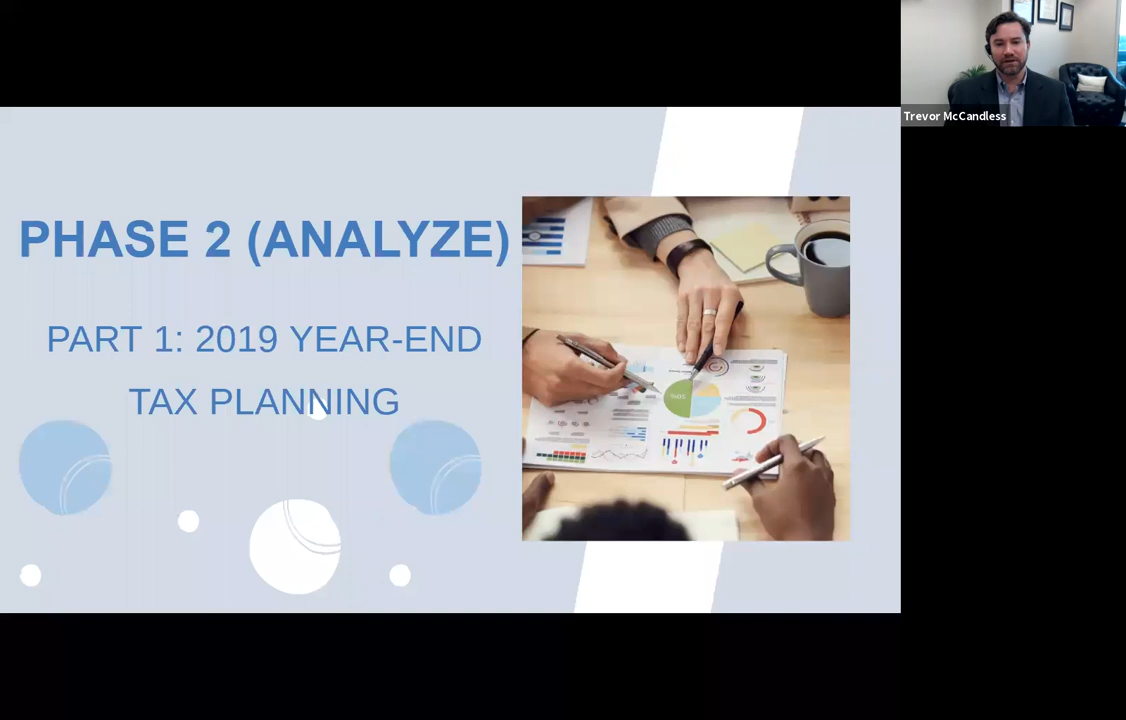 Trevor McCandless
PHASE 2 (ANALYZE)
PART 1: 2019 YEAR-END
TAX PLANNING